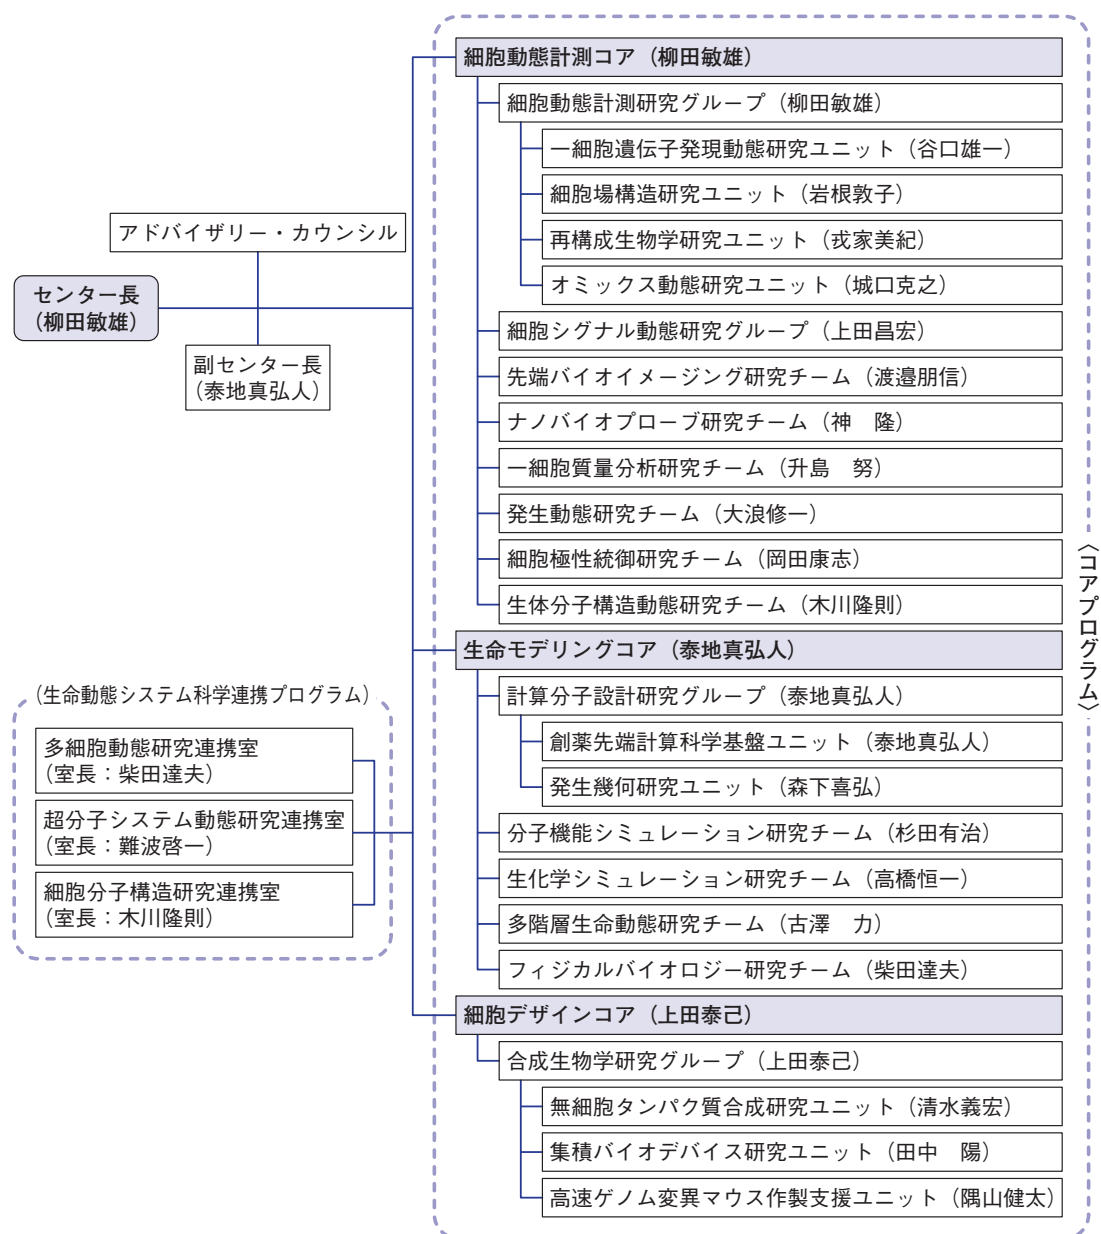 センター長
（柳田敏雄）
アドバイザリー・カウンシル
副センター長
（泰地真弘人）
（生命動態システム科学連携プログラム）
多細胞動態研究連携室
（室長：柴田達夫）
超分子システム動態研究連携室
（室長：難波啓一）
細胞分子構造研究連携室
（室長：木川隆則）
細胞動態計測コア（柳田敏雄）
細胞動態計測研究グループ（柳田敏雄）
一細胞遺伝子発現動態研究ユニット（谷口雄一）
細胞場構造研究ユニット（岩根敦子）
再構成生物学研究ユニット（戎家美紀）
オミックス動態研究ユニット（城口克之）
細胞シグナル動態研究グループ（上田昌宏）
先端バイオイメージング研究チーム（渡邉朋信）
ナノバイオプローブ研究チーム（神　隆）
一細胞質量分析研究チーム（升島　努）
発生動態研究チーム（大浪修一）
細胞極性統御研究チーム（岡田康志）
生体分子構造動態研究チーム（木川隆則）
生命モデリングコア（泰地真弘人）
計算分子設計研究グループ（泰地真弘人）
創薬先端計算科学基盤ユニット（泰地真弘人）
発生幾何研究ユニット（森下喜弘）
分子機能シミュレーション研究チーム（杉田有治）
生化学シミュレーション研究チーム（高橋恒一）
多階層生命動態研究チーム（古澤　力）
フィジカルバイオロジー研究チーム（柴田達夫）
細胞デザインコア（上田泰己）
合成生物学研究グループ（上田泰己）
無細胞タンパク質合成研究ユニット（清水義宏）
集積バイオデバイス研究ユニット（田中　陽）
高速ゲノム変異マウス作製支援ユニット（隅山健太）
〈コアプログラム〉